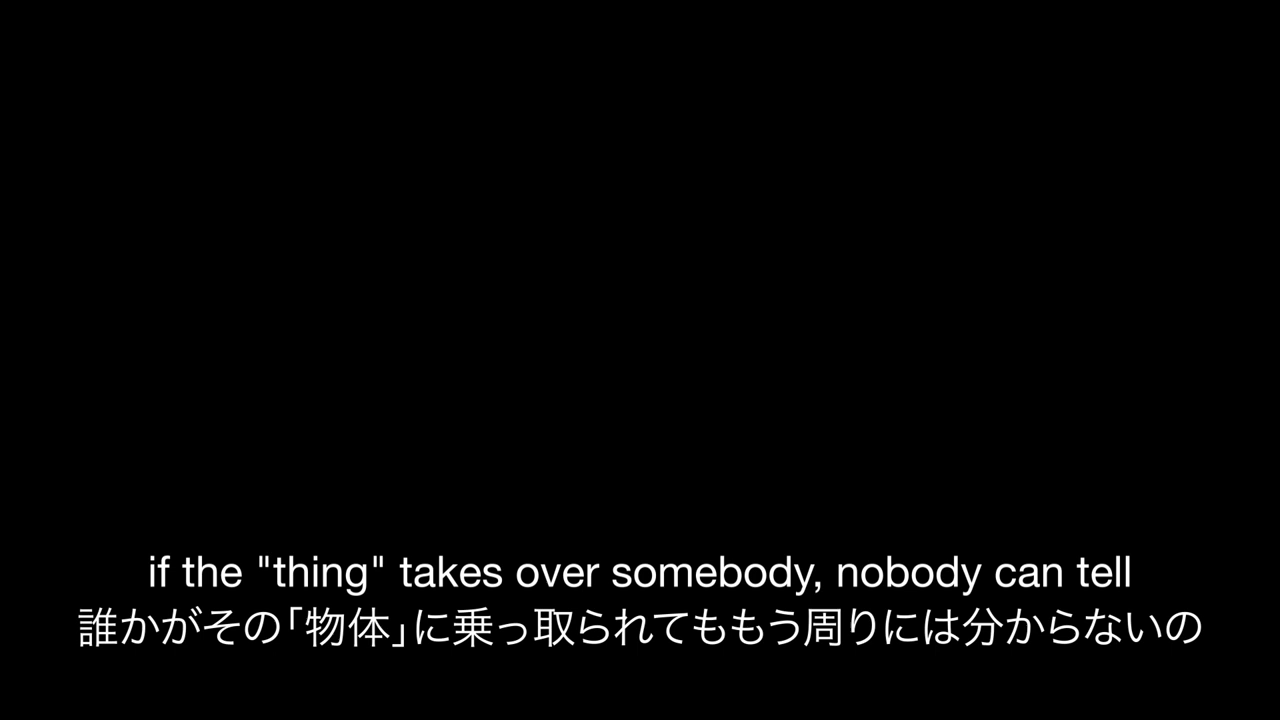 if the "thing" takes over somebody, nobody can tell
誰かがその「物体」に乗っ取られてももう周りには分からないの